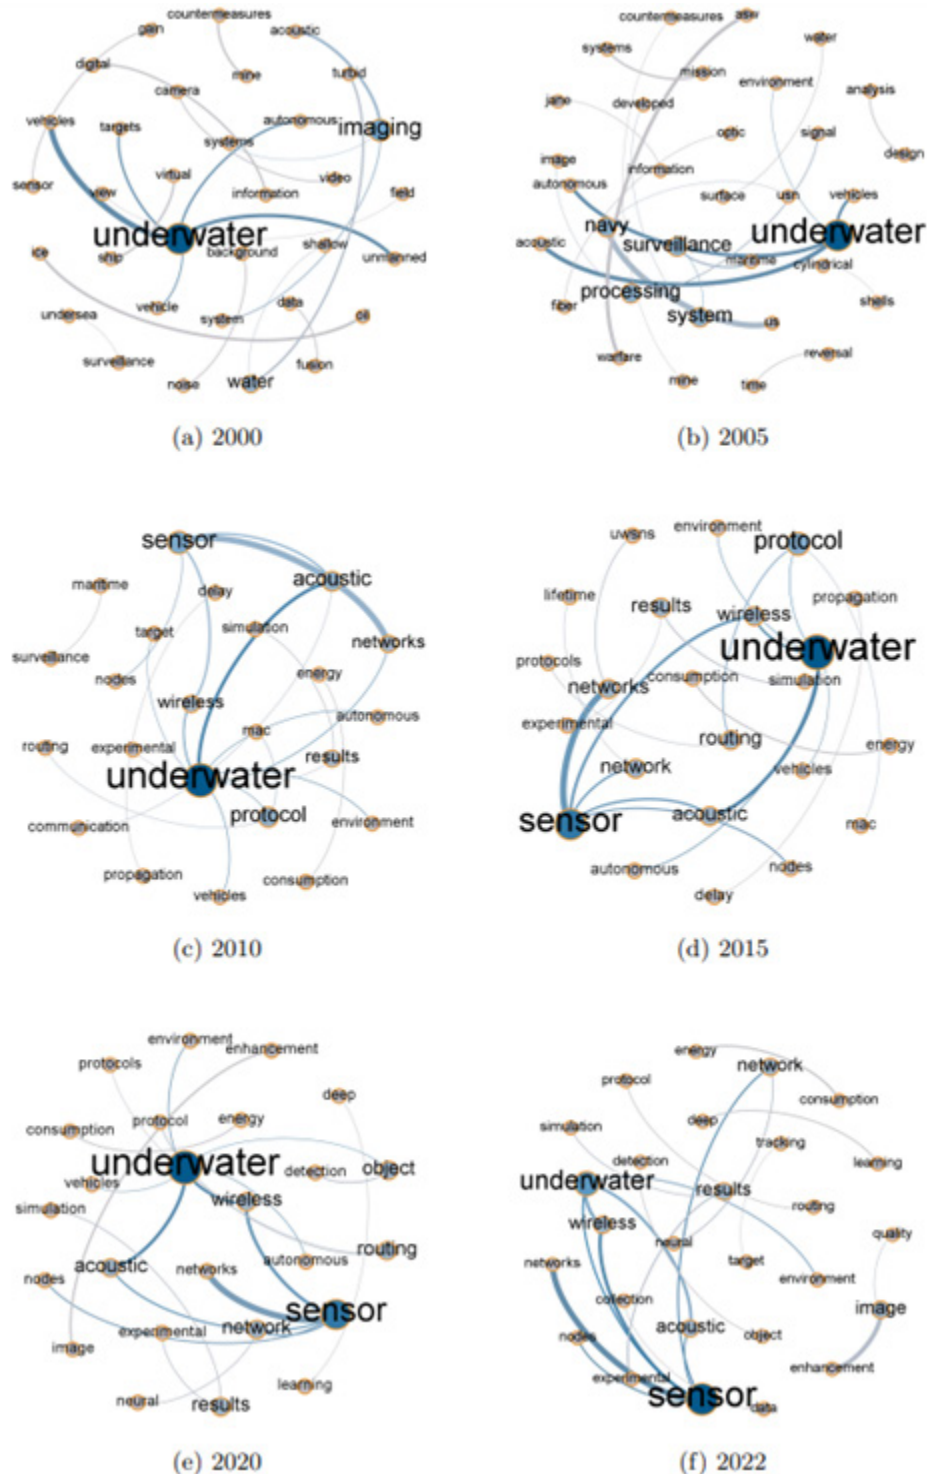 countermeasures
gain
acoustic
digital
mine
turbid
camera
vehicles
targets
autonomous
imaging
systems
virtual
video
sensor
view
information
field
underwater
ice
ship
background
shallow
unmanned
vehicle
data
undersea
system
oil
surveillance
fusion
noise
water
(a) 2000
countermeasures
asw
water
systems
mission
environment
analysis
jane
developed
optic
signal
design
image
information
autonomous
surface
usn
vehicles
navy
underwater
acoustic
surveillance
maritime
cylindrical
processing
fiber
system
us
shells
warfare
reversal
mine
time
(b) 2005
sensor
acoustic
maritime
delay
target
simulation
networks
surveillance
nodes
energy
wireless
autonomous
mac
routing
experimental
results
underwater
protocol
communication
environment
propagation
consumption
vehicles
(c) 2010
uwsns
environment
protocol
lifetime
results
wireless
propagation
underwater
protocols
networks
consumption
simulation
experimental
routing
energy
network
vehicles
sensor
acoustic
mac
autonomous
nodes
delay
(d) 2015
environment
enhancement
protocols
deep
consumption
protocol
energy
underwater
detection
object
vehicles
wireless
simulation
routing
acoustic
networks
autonomous
nodes
sensor
experimental
network
image
learning
neural
results
(e) 2020
energy
network
protocol
consumption
simulation
deep
tracking
detection
learning
underwater
results
routing
wireless
quality
neural
networks
target
environment
collection
image
acoustic
nodes
object
experimental
enhancement
sensor
data
(f) 2022